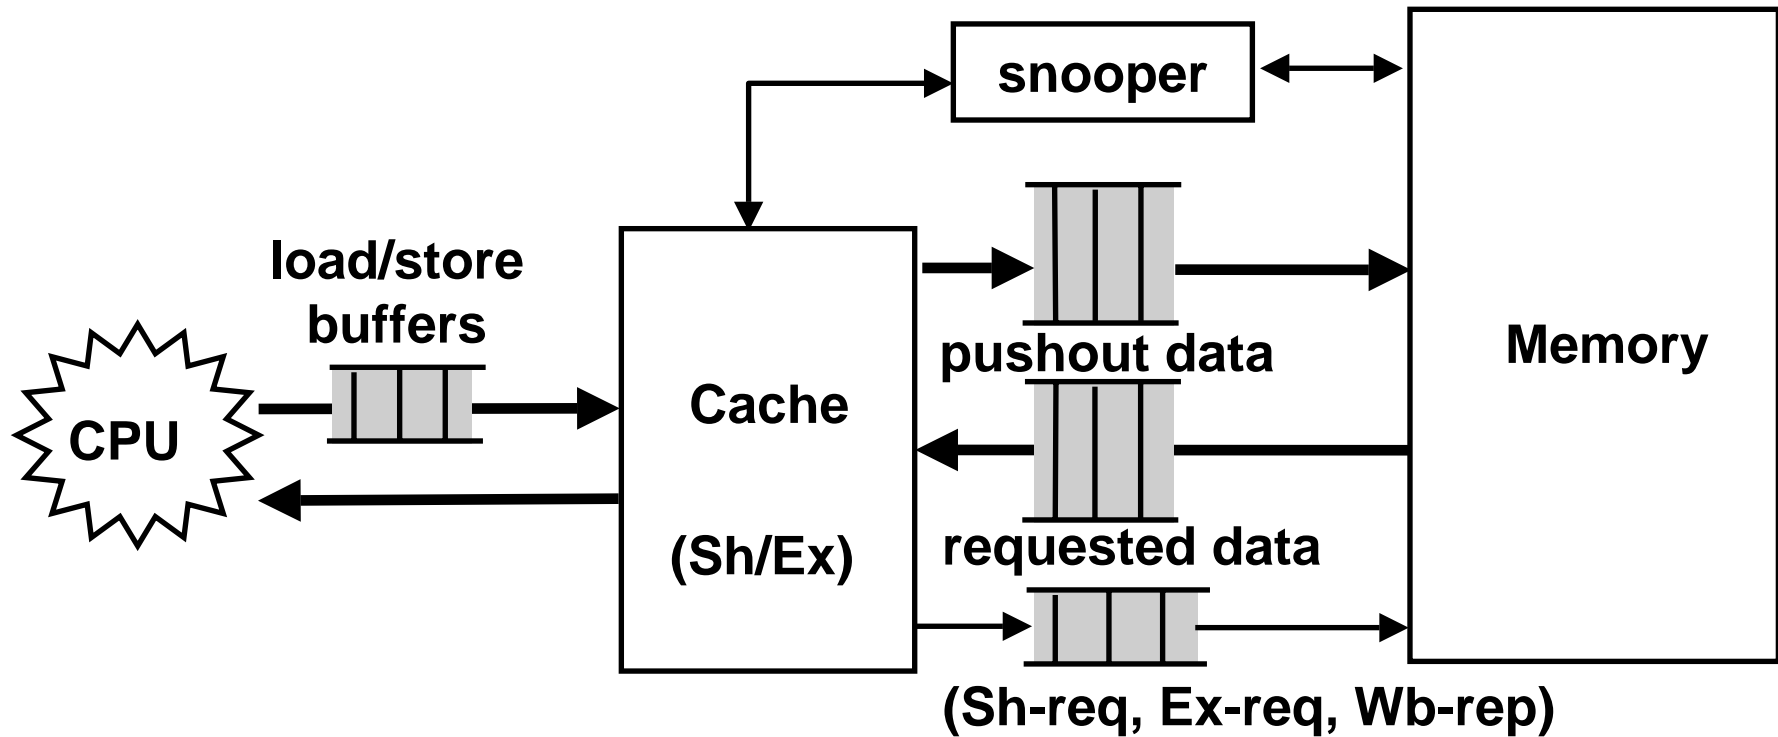 snooper
load/store
buffers
pushout data
Memory
Cache
CPU
requested data
(Sh/Ex)
(Sh-req, Ex-req, Wb-rep)